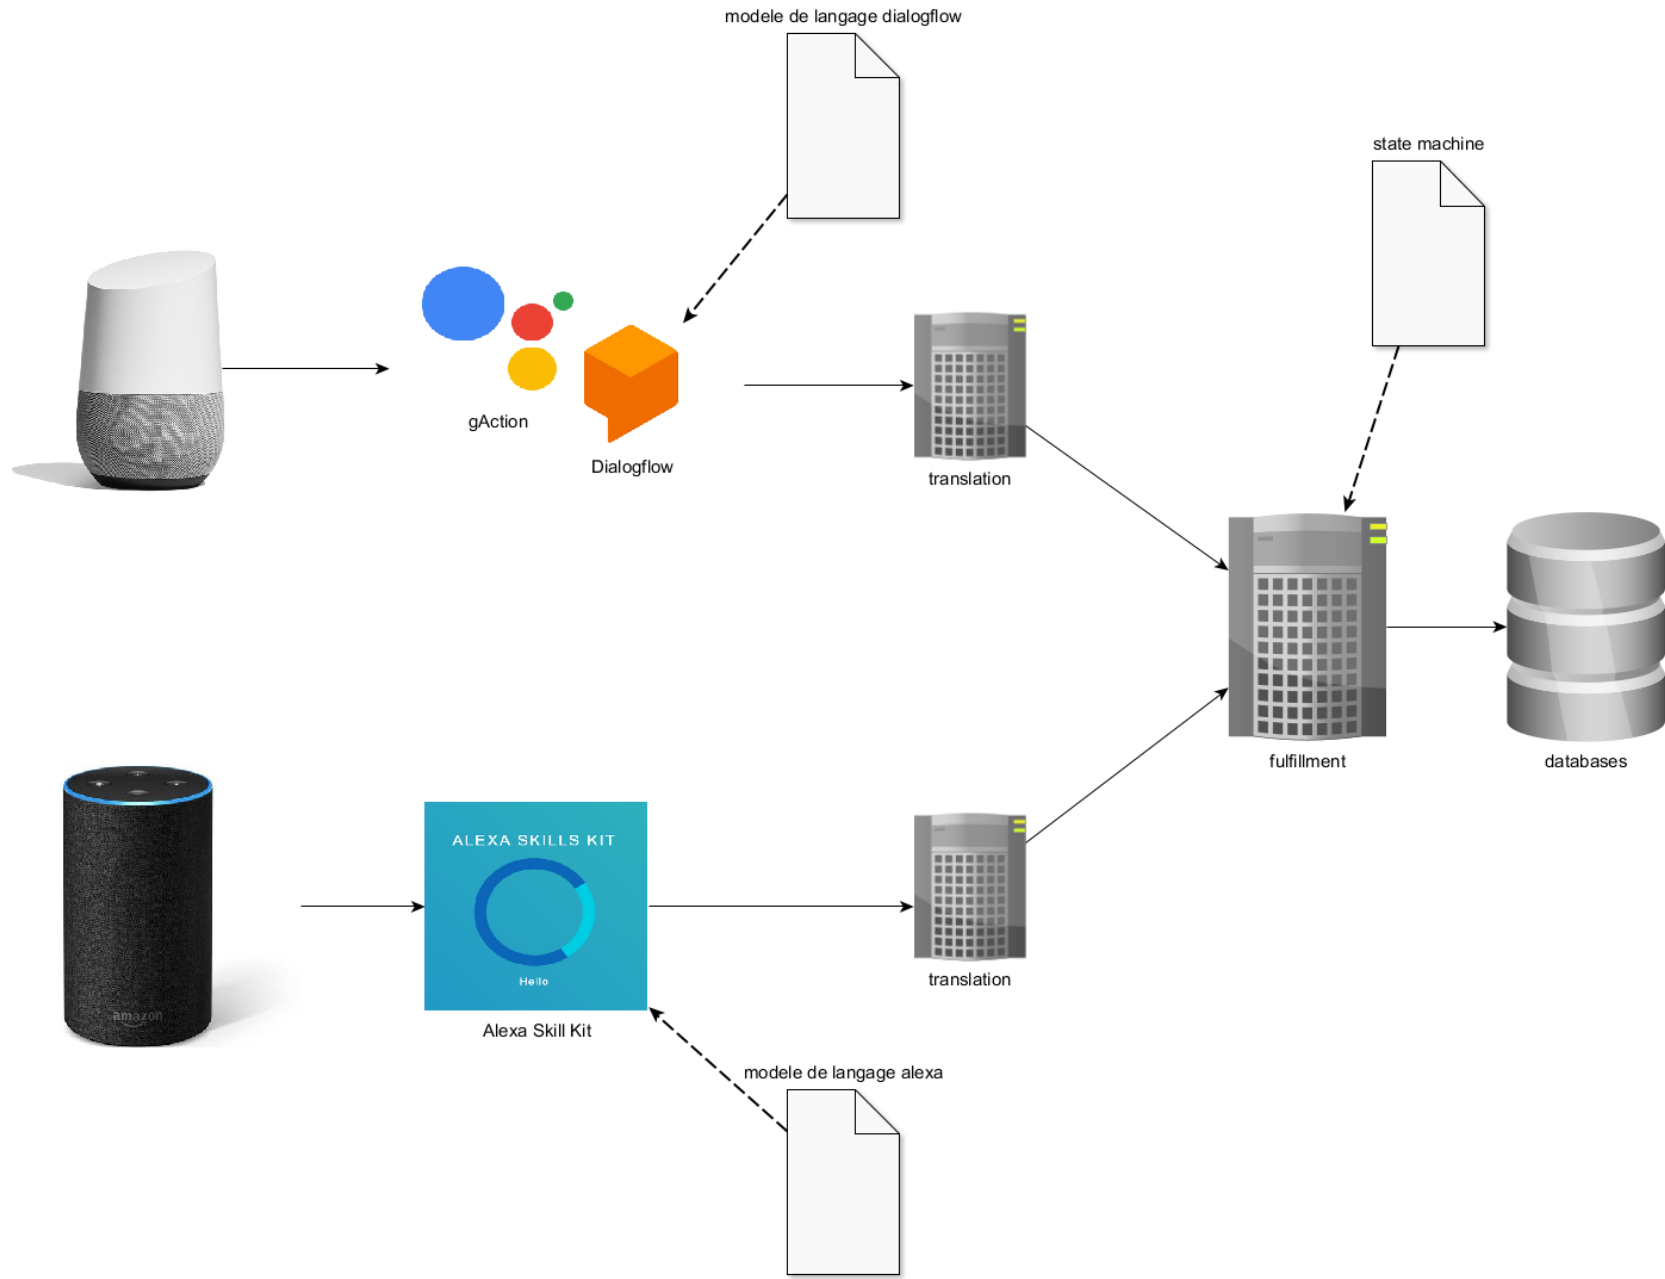 modele de langage dialogflow
state machine
gAction
Dialogflow
translation
fulfillment
databases
ALEXA SKILLS KIT
Hello
amazon
Alexa Skill Kit
translation
modele de langage alexa